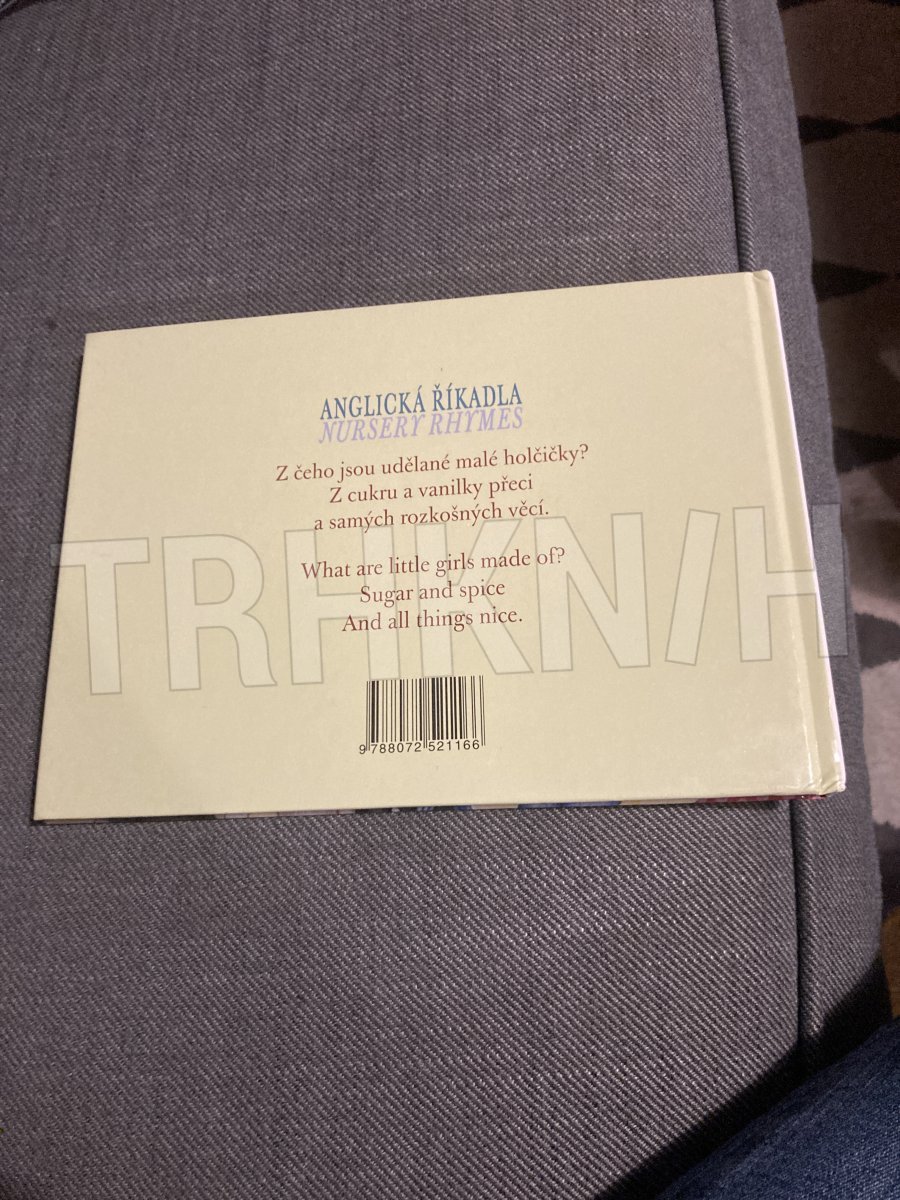 ANGLICKÁ ŘÍKADLA
NURSERY RHYMES
Z čeho jsou udělané malé holčičky?
Z cukru a vanilky přeci
a samých rozkošných věcí.
What are little girls made of?
Sugar and spice
And all things nice.
TRHKN/H
9 788072 521166